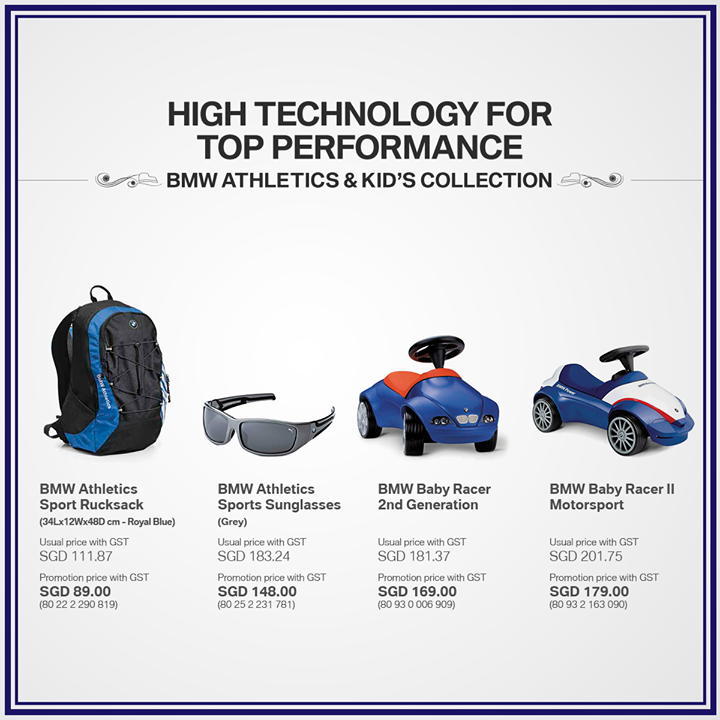 HIGH TECHNOLOGY FOR
TOP PERFORMANCE
BMW ATHLETICS & KID'S COLLECTION
BMW Athletics
BMW Power
BMW Athletics
Sport Rucksack
(34Lx12Wx48D cm - Royal Blue)
Usual price with GST
SGD 111.87
Promotion price with GST
SGD 89.00
(80 22 2 290 819)
BMW Athletics
Sports Sunglasses
(Grey)
Usual price with GST
SGD 183.24
Promotion price with GST
SGD 148.00
(80 25 2 231 781)
BMW Baby Racer
2nd Generation
Usual price with GST
SGD 181.37
Promotion price with GST
SGD 169.00
(80 93 0 006 909)
BMW Baby Racer II
Motorsport
Usual price with GST
SGD 201.75
Promotion price with GST
SGD 179.00
(80 93 2 163 090)